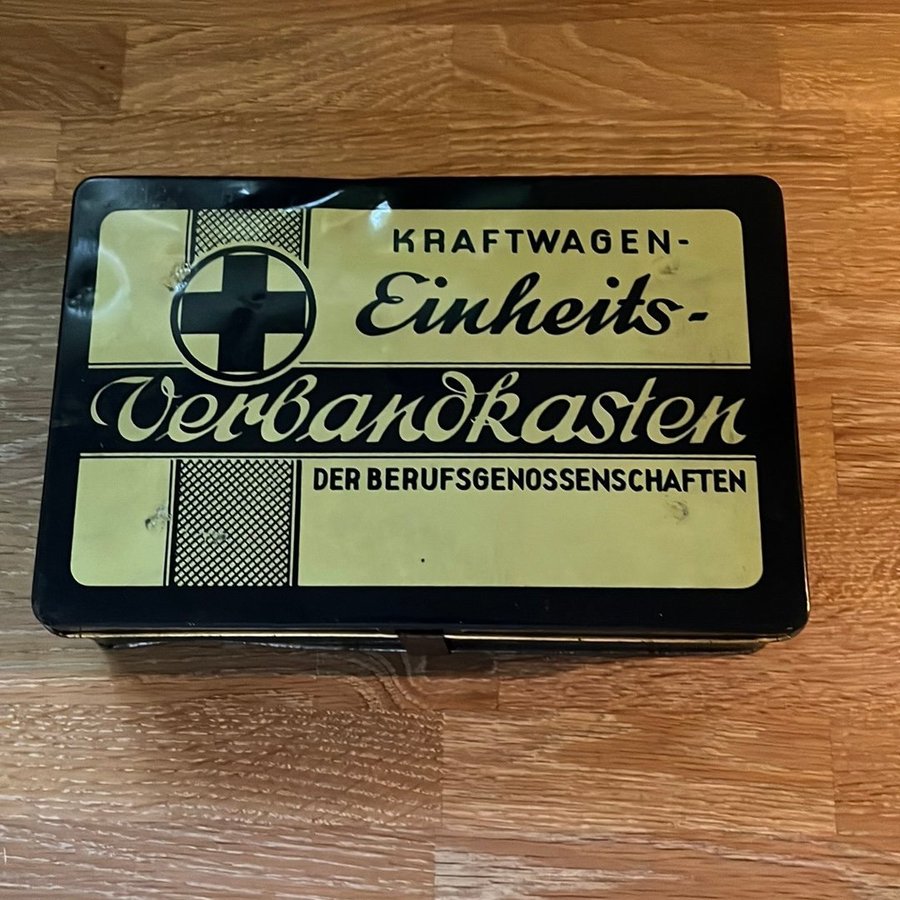 KRAFTWAGEN-
Einheits-
Verbandkasten
DER BERUFSGENOSSENSCHAFTEN